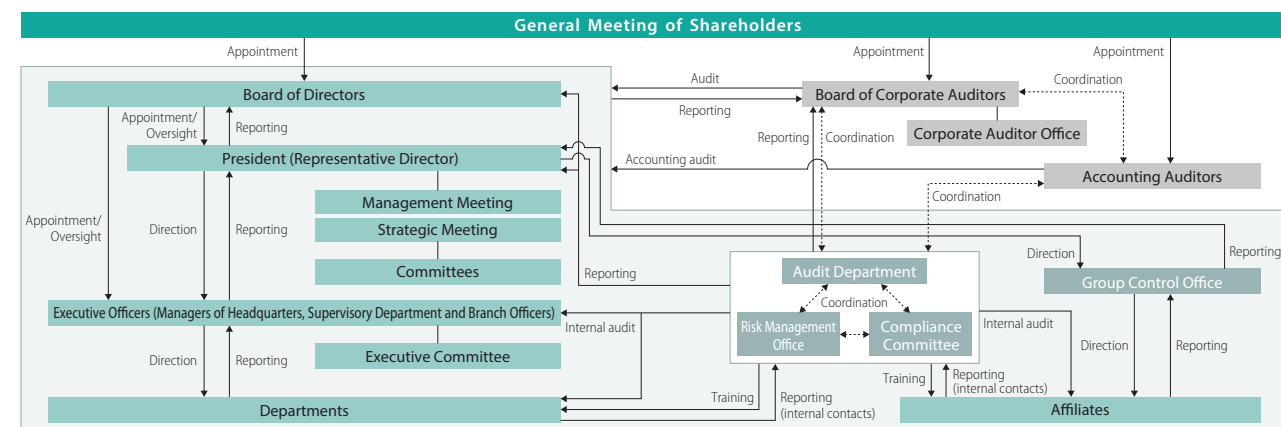 General Meeting of Shareholders
Appointment
Appointment
Appointment
Audit
Coordination
Board of Directors
Board of Corporate Auditors
Reporting
Appointment/
Oversight
Reporting
Reporting
Coordination
Corporate Auditor Office
President (Representative Director)
Accounting audit
Accounting Auditors
Coordination
Management Meeting
Appointment/
Oversight
Direction
Reporting
Strategic Meeting
Direction
Reporting
Committees
Reporting
Audit Department
Group Control Office
Coordination
Executive Officers (Managers of Headquarters, Supervisory Department and Branch Officers)
Internal audit
Risk Management
Office
Compliance
Committee
Internal audit
Direction
Reporting
Executive Committee
Direction
Reporting
Training
Reporting
(internal contacts)
Training
Reporting
(internal contacts)
Departments
Affiliates